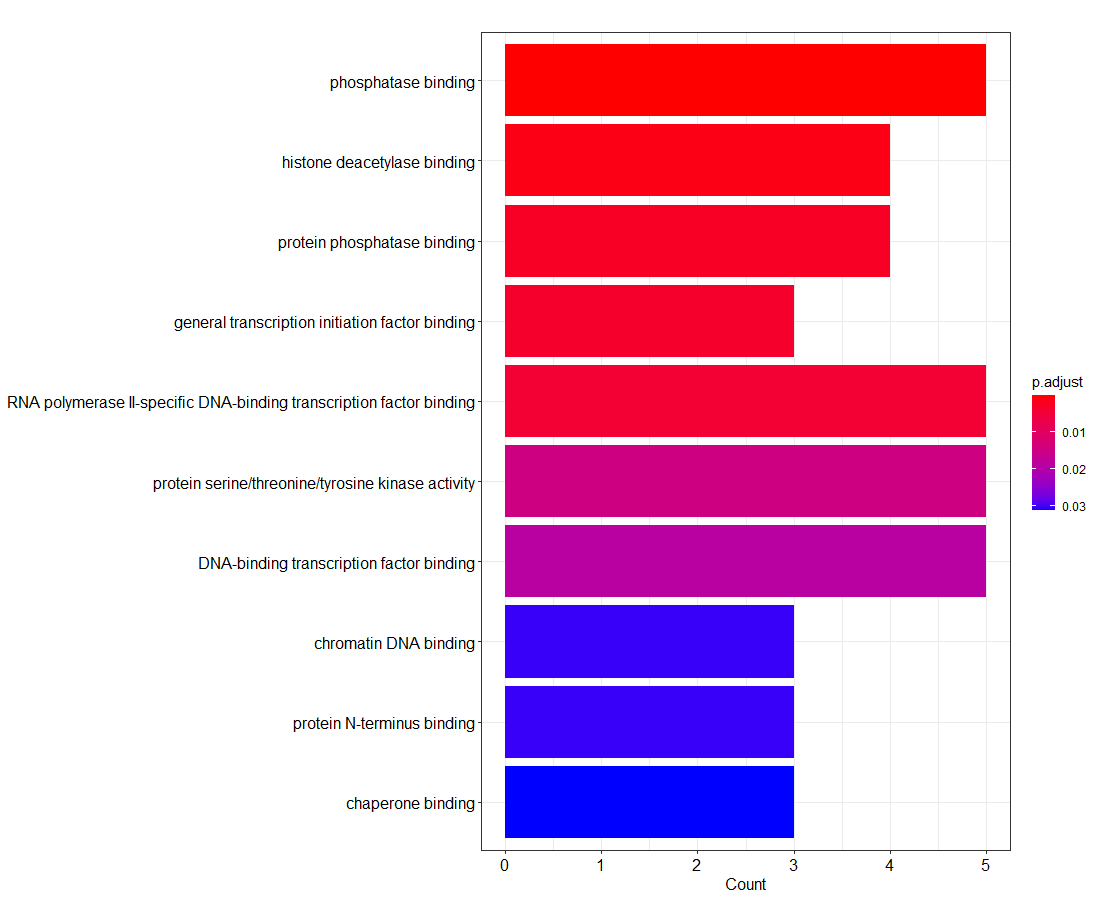 phosphatase binding
histone deacetylase binding
protein phosphatase binding
general transcription initiation factor binding
RNA polymerase II-specific DNA-binding transcription factor binding
protein serine/threonine/tyrosine kinase activity
DNA-binding transcription factor binding
chromatin DNA binding
protein N-terminus binding
chaperone binding
0 1 2 3 4 5
Count
p.adjust
0.01
0.02
0.03